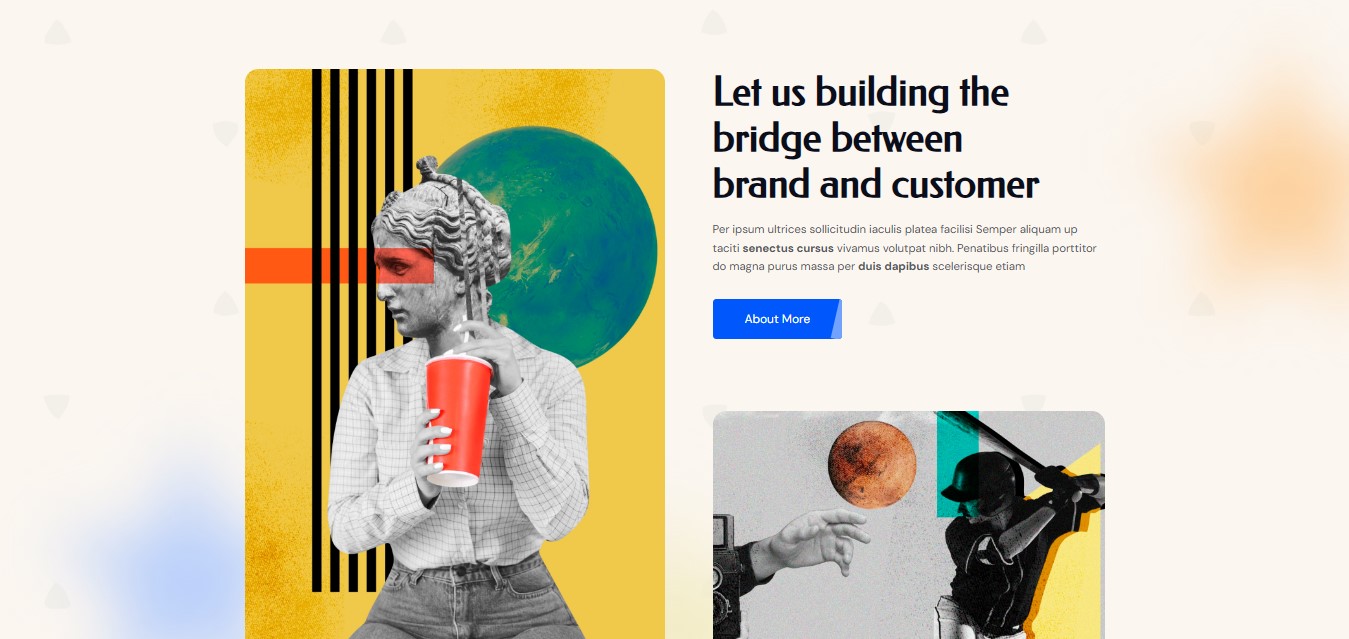 Let us building the
bridge between
brand and customer
Per ipsum ultrices sollicitudin iaculis platea facilisi Semper aliquam up
taciti senectus cursus vivamus volutpat nibh. Penatibus fringilla porttitor
do magna purus massa per duis dapibus scelerisque etiam
About More